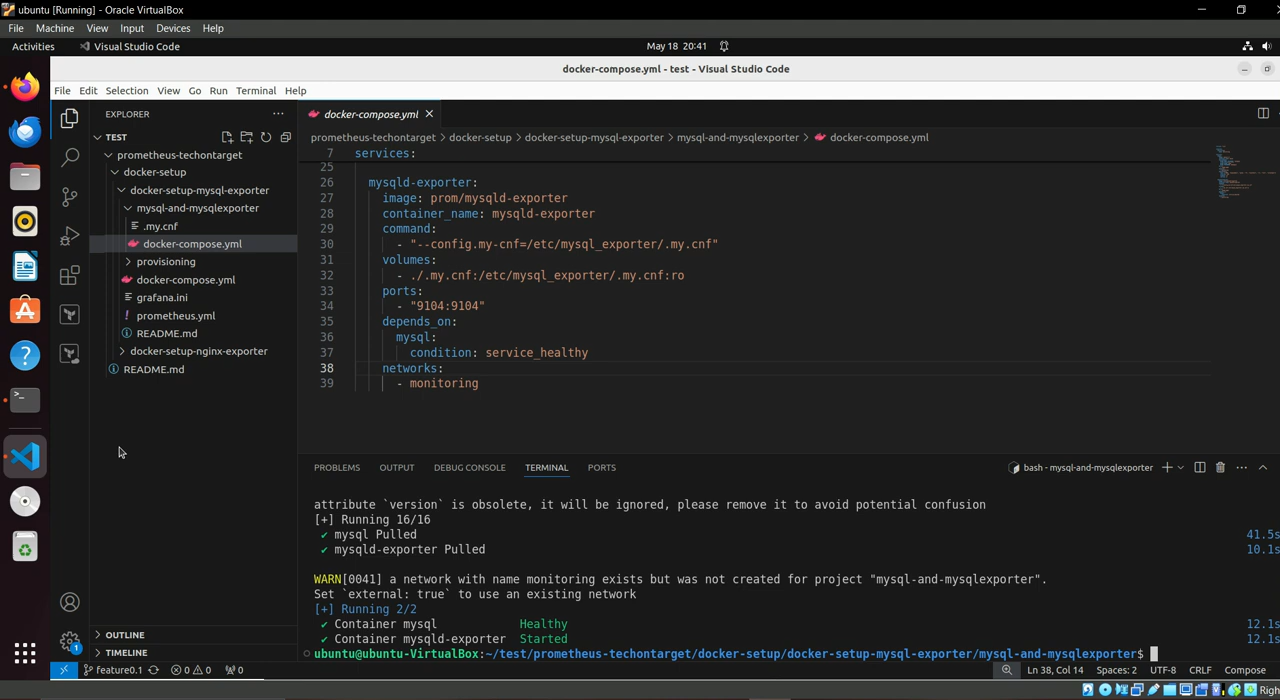 ubuntu [Running] - Oracle VirtualBox
File Machine View Input Devices Help
Activities Visual Studio Code May 18 20:41
docker-compose.yml - test - Visual Studio Code
File Edit Selection View Go Run Terminal Help
EXPLORER
TEST
prometheus-techontarget
docker-setup
docker-setup-mysql-exporter
mysql-and-mysqlexporter
.my.cnf
docker-compose.yml
provisioning
docker-compose.yml
grafana.ini
prometheus.yml
README.md
docker-setup-nginx-exporter
README.md
OUTLINE
TIMELINE
docker-compose.yml
prometheus-techontarget > docker-setup > docker-setup-mysql-exporter > mysql-and-mysqlexporter > docker-compose.yml
7 services:
25
26 mysqld-exporter:
27 image: prom/mysqld-exporter
28 container_name: mysqld-exporter
29 command:
30 - "--config.my-cnf=/etc/mysql_exporter/.my.cnf"
31 volumes:
32 - ./.my.cnf:/etc/mysql_exporter/.my.cnf:ro
33 ports:
34 - "9104:9104"
35 depends_on:
36 mysql:
37 condition: service_healthy
38 networks:
39 - monitoring
PROBLEMS OUTPUT DEBUG CONSOLE TERMINAL PORTS bash - mysql-and-mysqlexporter
attribute `version` is obsolete, it will be ignored, please remove it to avoid potential confusion
[+] Running 16/16
✔ mysql Pulled 41.5s
✔ mysqld-exporter Pulled 10.1s
WARN[0041] a network with name monitoring exists but was not created for project "mysql-and-mysqlexporter".
Set `external: true` to use an existing network
[+] Running 2/2
✔ Container mysql Healthy 12.1s
✔ Container mysqld-exporter Started 12.1s
ubuntu@ubuntu-VirtualBox:~/test/prometheus-techontarget/docker-setup/docker-setup-mysql-exporter/mysql-and-mysqlexporter$
feature0.1 0 0 0 Ln 38, Col 14 Spaces: 2 UTF-8 CRLF Compose
1
Righ